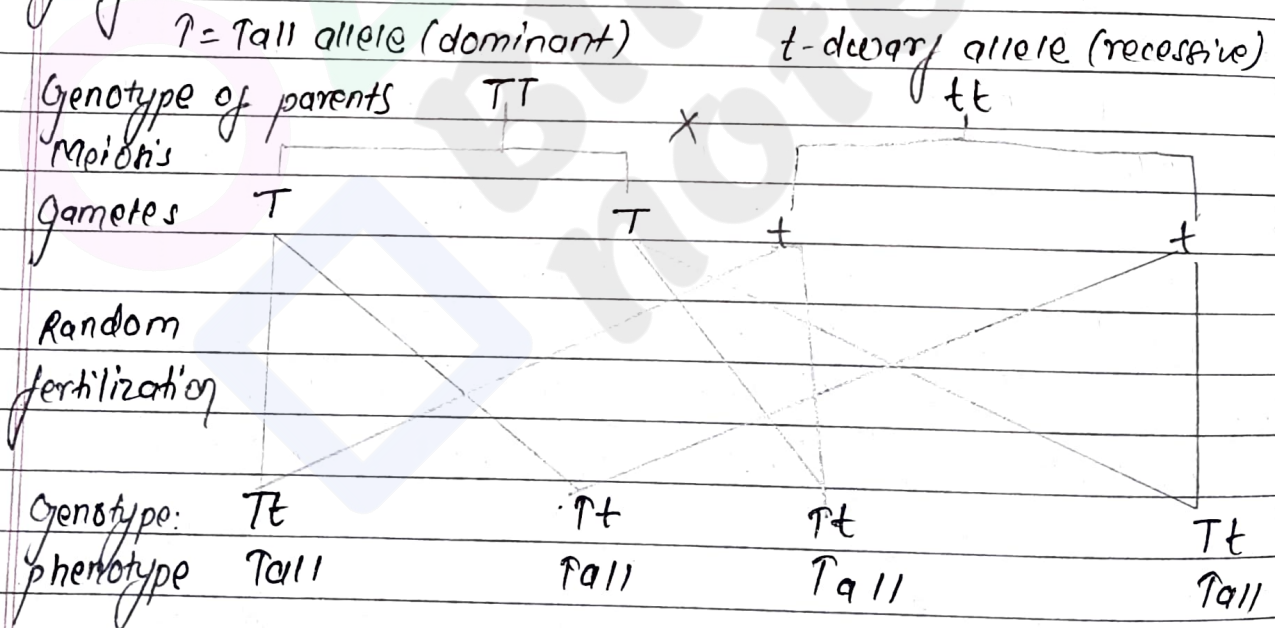 T = Tall allele (dominant) t - dwarf allele (recessive)
Genotype of parents TT X tt
Meiosis
Gametes T T t t
Random
fertilization
Genotype: Tt Tt Tt Tt
phenotype Tall Tall Tall Tall